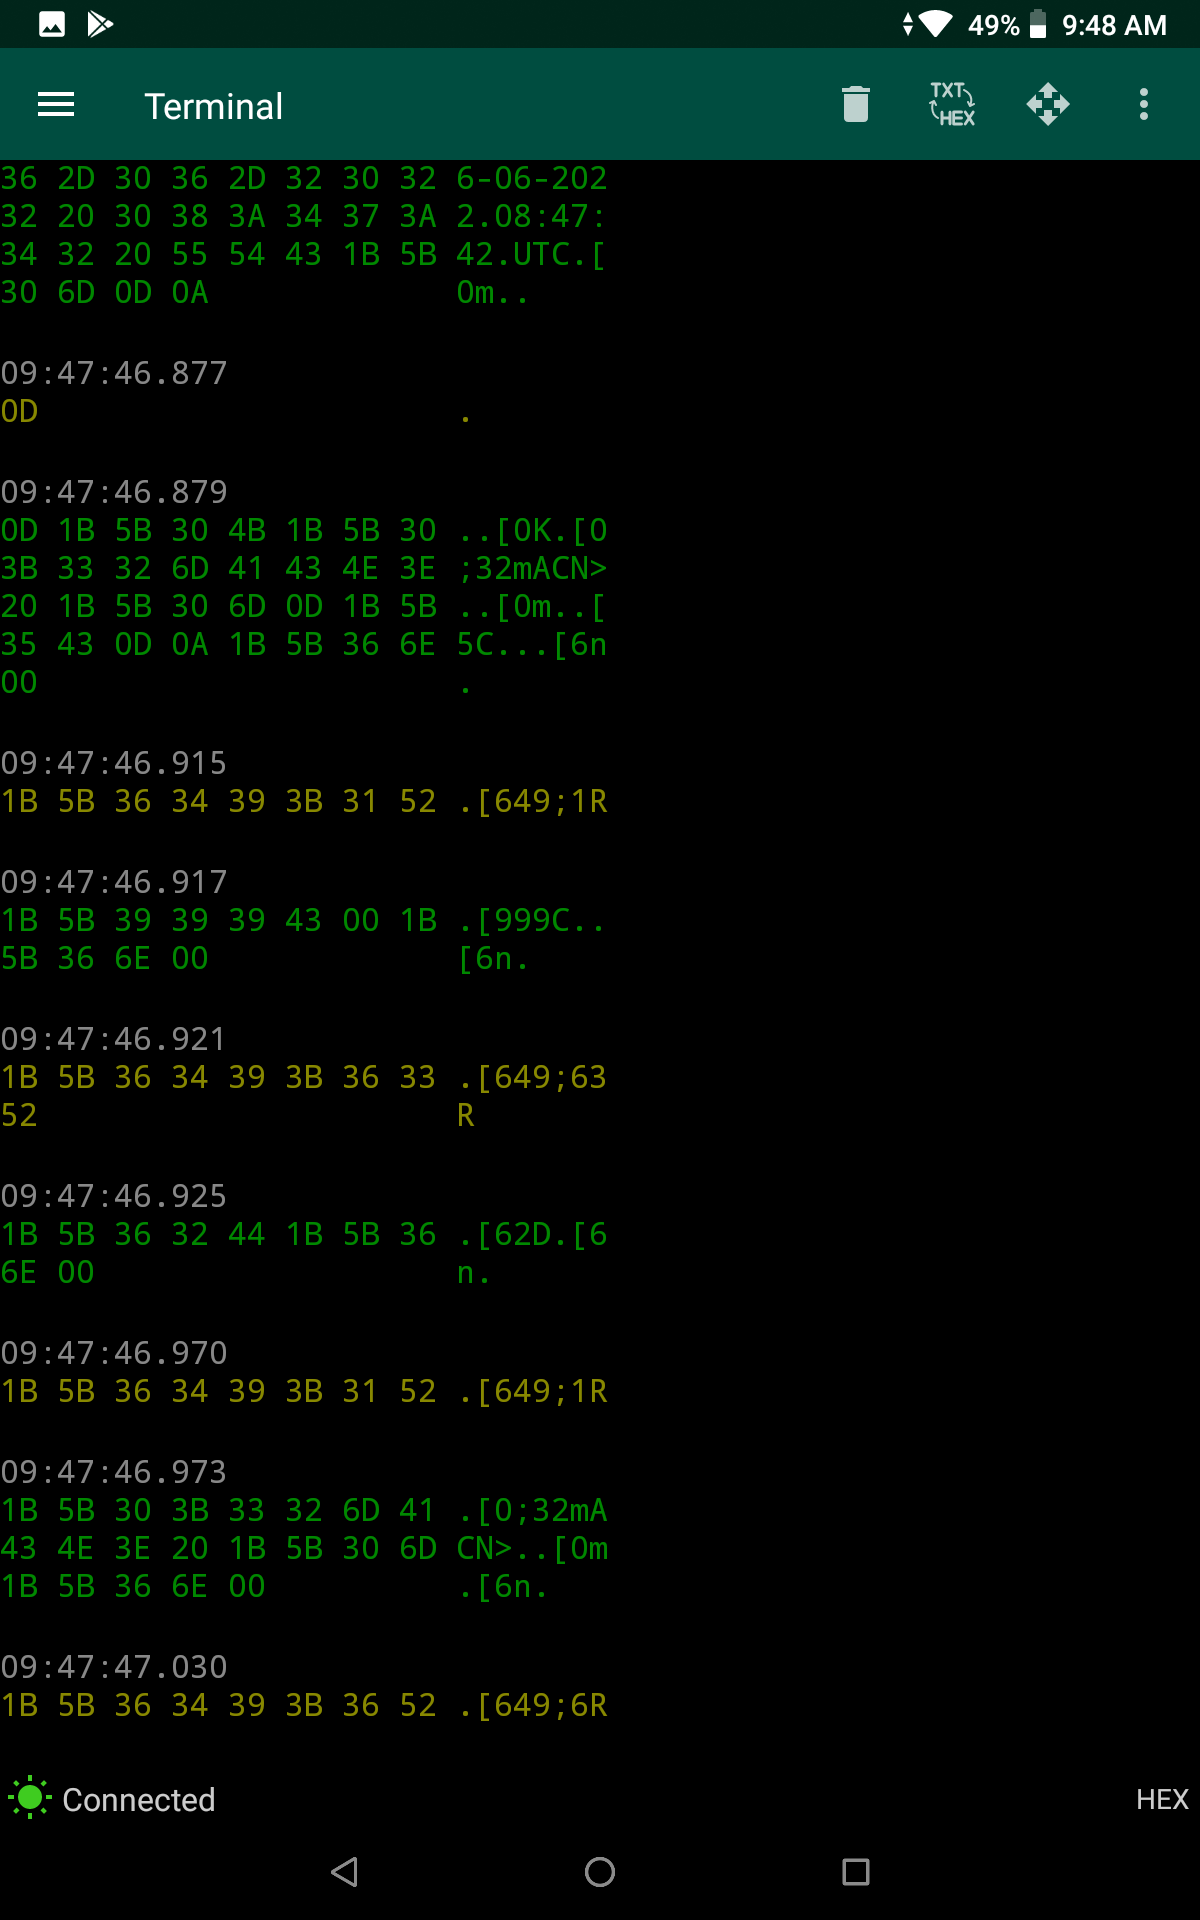 49% 9:48 AM
Terminal
TXT
HEX
36 2D 30 36 2D 32 30 32 6-06-202
32 20 30 38 3A 34 37 3A 2.08:47:
34 32 20 55 54 43 1B 5B 42.UTC.[
30 6D 0D 0A 0m..
09:47:46.877
0D .
09:47:46.879
0D 1B 5B 30 4B 1B 5B 30 ..[0K.[0
3B 33 32 6D 41 43 4E 3E ;32mACN>
20 1B 5B 30 6D 0D 1B 5B ..[0m..[
35 43 0D 0A 1B 5B 36 6E 5C...[6n
00 .
09:47:46.915
1B 5B 36 34 39 3B 31 52 .[649;1R
09:47:46.917
1B 5B 39 39 39 43 00 1B .[999C..
5B 36 6E 00 [6n.
09:47:46.921
1B 5B 36 34 39 3B 36 33 .[649;63
52 R
09:47:46.925
1B 5B 36 32 44 1B 5B 36 .[62D.[6
6E 00 n.
09:47:46.970
1B 5B 36 34 39 3B 31 52 .[649;1R
09:47:46.973
1B 5B 30 3B 33 32 6D 41 .[0;32mA
43 4E 3E 20 1B 5B 30 6D CN>..[0m
1B 5B 36 6E 00 .[6n.
09:47:47.030
1B 5B 36 34 39 3B 36 52 .[649;6R
Connected HEX